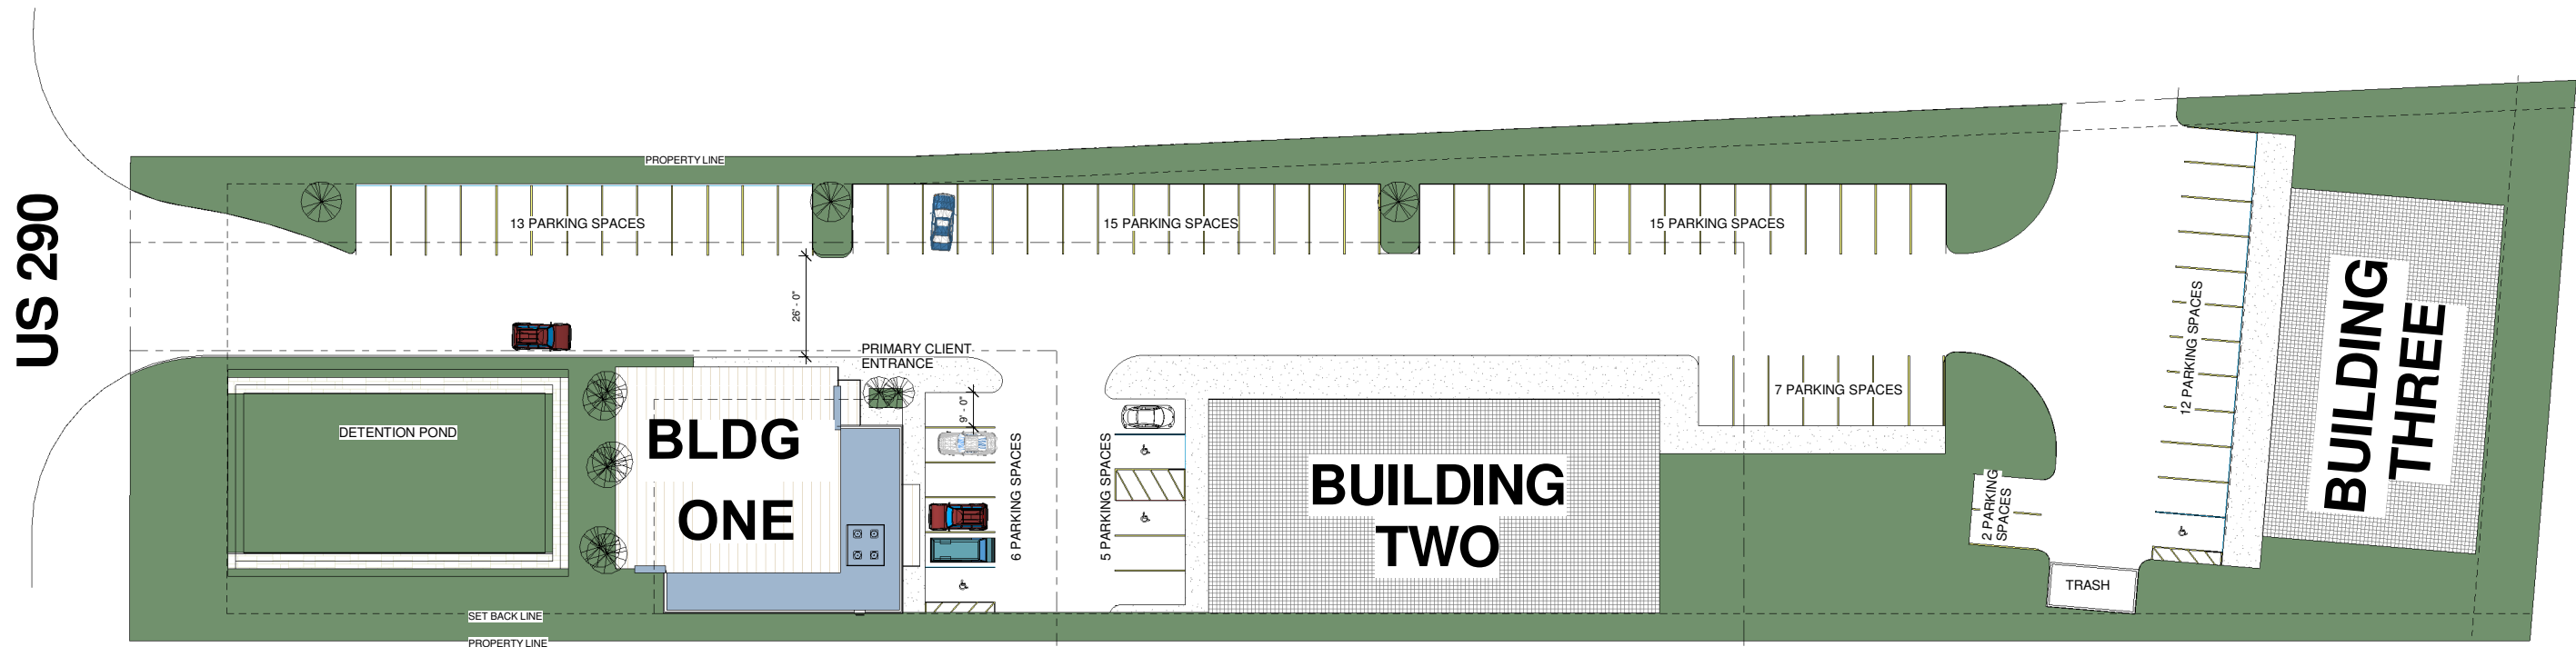 US 290
PROPERTY LINE
13 PARKING SPACES
15 PARKING SPACES
15 PARKING SPACES
26' - 0"
PRIMARY CLIENT
ENTRANCE
9' - 0"
DETENTION POND
BLDG
ONE
6 PARKING SPACES
5 PARKING SPACES
BUILDING
TWO
7 PARKING SPACES
2 PARKING
SPACES
12 PARKING SPACES
BUILDING
THREE
TRASH
SET BACK LINE
PROPERTY LINE